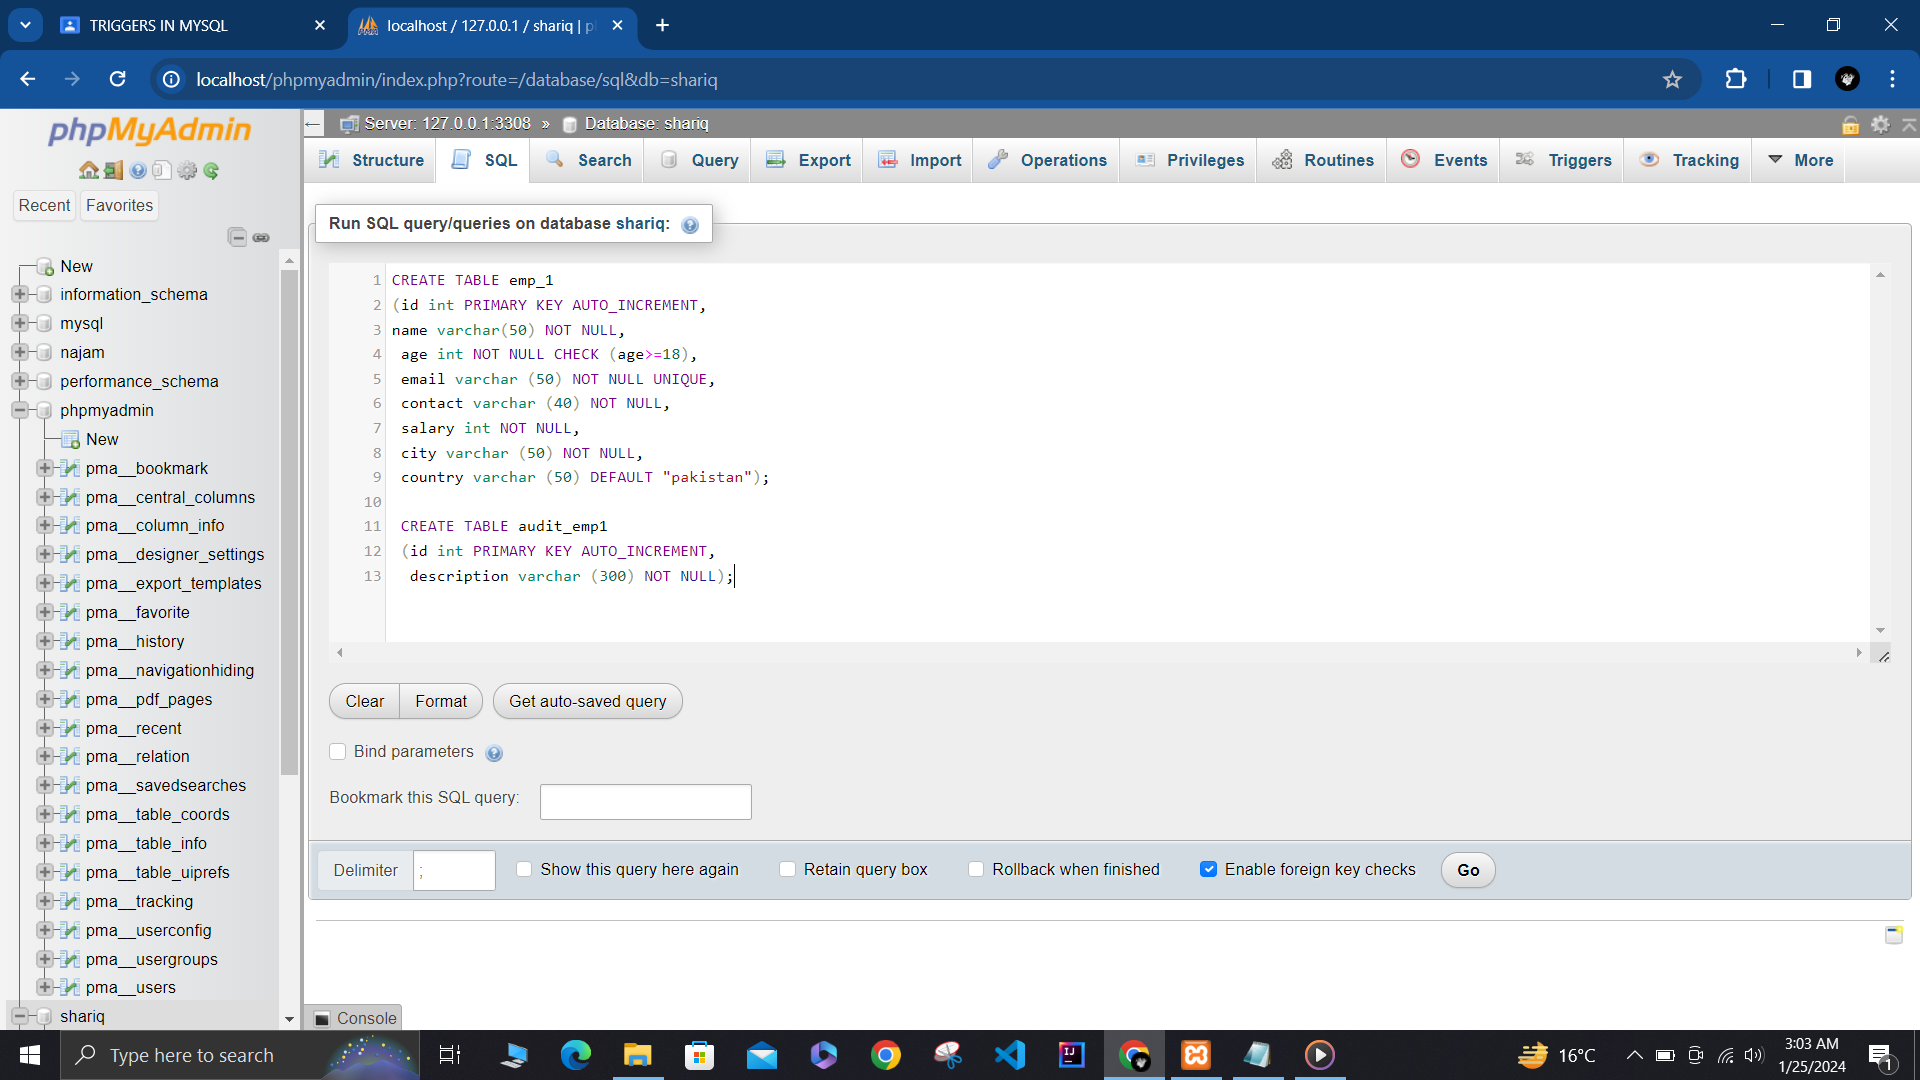 TRIGGERS IN MYSQL
localhost / 127.0.0.1 / shariq | p
localhost/phpmyadmin/index.php?route=/database/sql&db=shariq
phpMyAdmin
Recent Favorites
New
information_schema
mysql
najam
performance_schema
phpmyadmin
New
pma__bookmark
pma__central_columns
pma__column_info
pma__designer_settings
pma__export_templates
pma__favorite
pma__history
pma__navigationhiding
pma__pdf_pages
pma__recent
pma__relation
pma__savedsearches
pma__table_coords
pma__table_info
pma__table_uiprefs
pma__tracking
pma__userconfig
pma__usergroups
pma__users
shariq
Server: 127.0.0.1:3308 » Database: shariq
Structure SQL Search Query Export Import Operations Privileges Routines Events Triggers Tracking More
Run SQL query/queries on database shariq:
1 CREATE TABLE emp_1
2 (id int PRIMARY KEY AUTO_INCREMENT,
3 name varchar(50) NOT NULL,
4 age int NOT NULL CHECK (age>=18),
5 email varchar (50) NOT NULL UNIQUE,
6 contact varchar (40) NOT NULL,
7 salary int NOT NULL,
8 city varchar (50) NOT NULL,
9 country varchar (50) DEFAULT "pakistan");
10
11 CREATE TABLE audit_emp1
12 (id int PRIMARY KEY AUTO_INCREMENT,
13 description varchar (300) NOT NULL);
Clear Format Get auto-saved query
Bind parameters
Bookmark this SQL query:
Delimiter ; Show this query here again Retain query box Rollback when finished Enable foreign key checks Go
Console
Type here to search
16°C
3:03 AM
1/25/2024
1